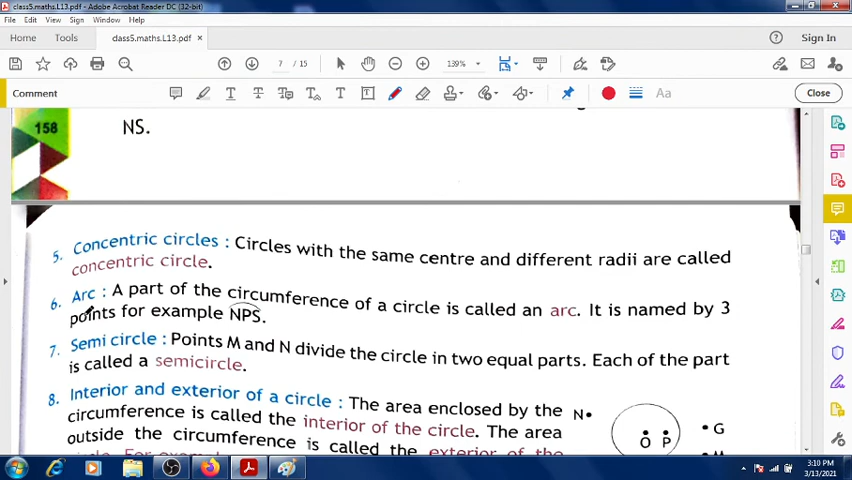 class5.maths.L13.pdf - Adobe Acrobat Reader DC (32-bit)
File Edit View Sign Window Help
Home Tools class5.maths.L13.pdf × Sign In
7 / 15 139%
Comment Aa Close
158
NS.
5. Concentric circles : Circles with the same centre and different radii are called
concentric circle.
6. Arc : A part of the circumference of a circle is called an arc. It is named by 3
points for example NPS.
7. Semi circle : Points M and N divide the circle in two equal parts. Each of the part
is called a semicircle.
8. Interior and exterior of a circle : The area enclosed by the
circumference is called the interior of the circle. The area
outside the circumference is called the exterior of the
N
O P
G
3:10 PM
3/13/2021